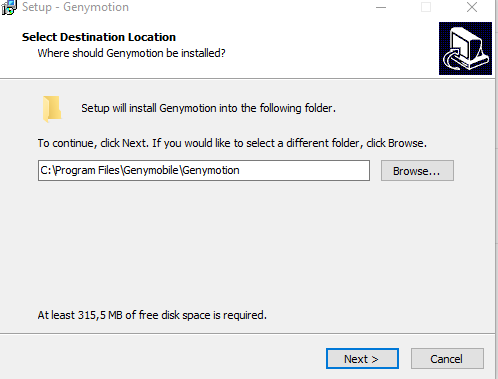 Setup - Genymotion
Select Destination Location
Where should Genymotion be installed?
Setup will install Genymotion into the following folder.
To continue, click Next. If you would like to select a different folder, click Browse.
C:\Program Files\Genymobile\Genymotion
Browse...
At least 315,5 MB of free disk space is required.
Next >
Cancel